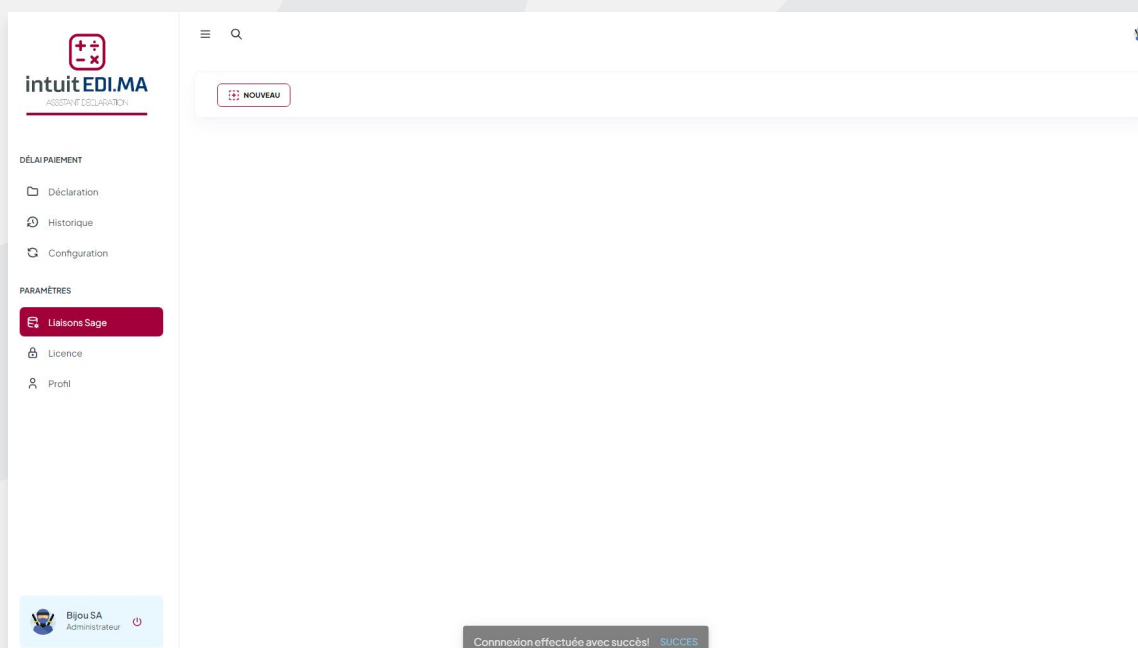 intuit EDI.MA
ASSISTANT DÉCLARATION
NOUVEAU
DÉLAI PAIEMENT
Déclaration
Historique
Configuration
PARAMÈTRES
Liaisons Sage
Licence
Profil
Bijou SA
Administrateur
Connnexion effectuée avec succès! SUCCES